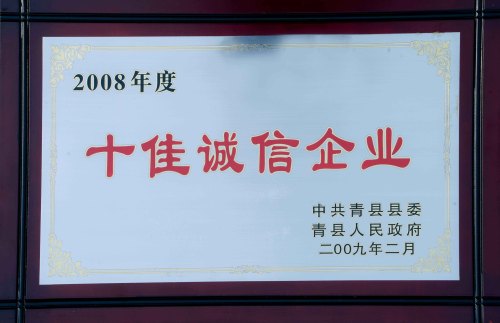 2008年度
十佳诚信企业
中共青县县委
青县人民政府
二00九年二月